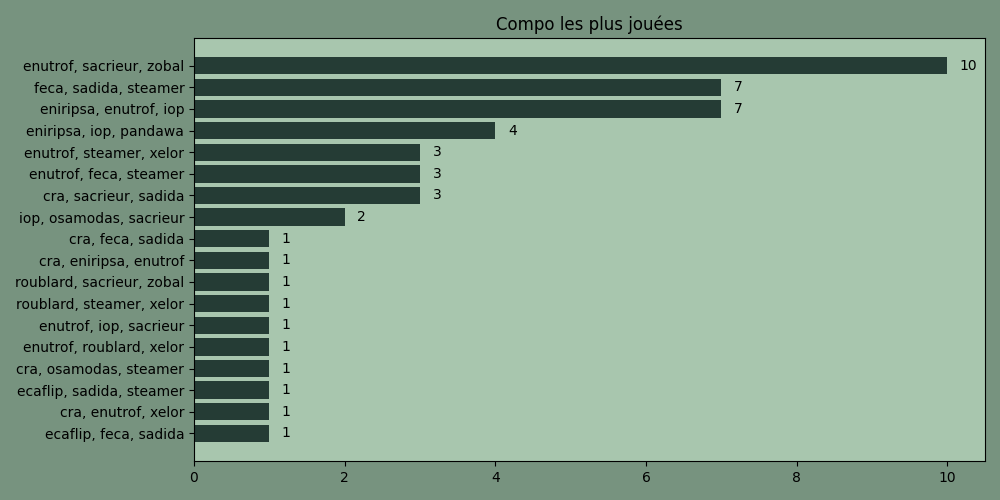 Compo les plus jouées
enutrof, sacrieur, zobal 10
feca, sadida, steamer 7
eniripsa, enutrof, iop 7
eniripsa, iop, pandawa 4
enutrof, steamer, xelor 3
enutrof, feca, steamer 3
cra, sacrieur, sadida 3
iop, osamodas, sacrieur 2
cra, feca, sadida 1
cra, eniripsa, enutrof 1
roublard, sacrieur, zobal 1
roublard, steamer, xelor 1
enutrof, iop, sacrieur 1
enutrof, roublard, xelor 1
cra, osamodas, steamer 1
ecaflip, sadida, steamer 1
cra, enutrof, xelor 1
ecaflip, feca, sadida 1
0 2 4 6 8 10